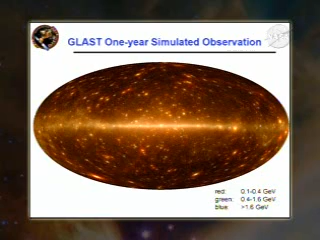 GLAST One-year Simulated Observation
red: 0.1-0.4 GeV
green: 0.4-1.6 GeV
blue: >1.6 GeV